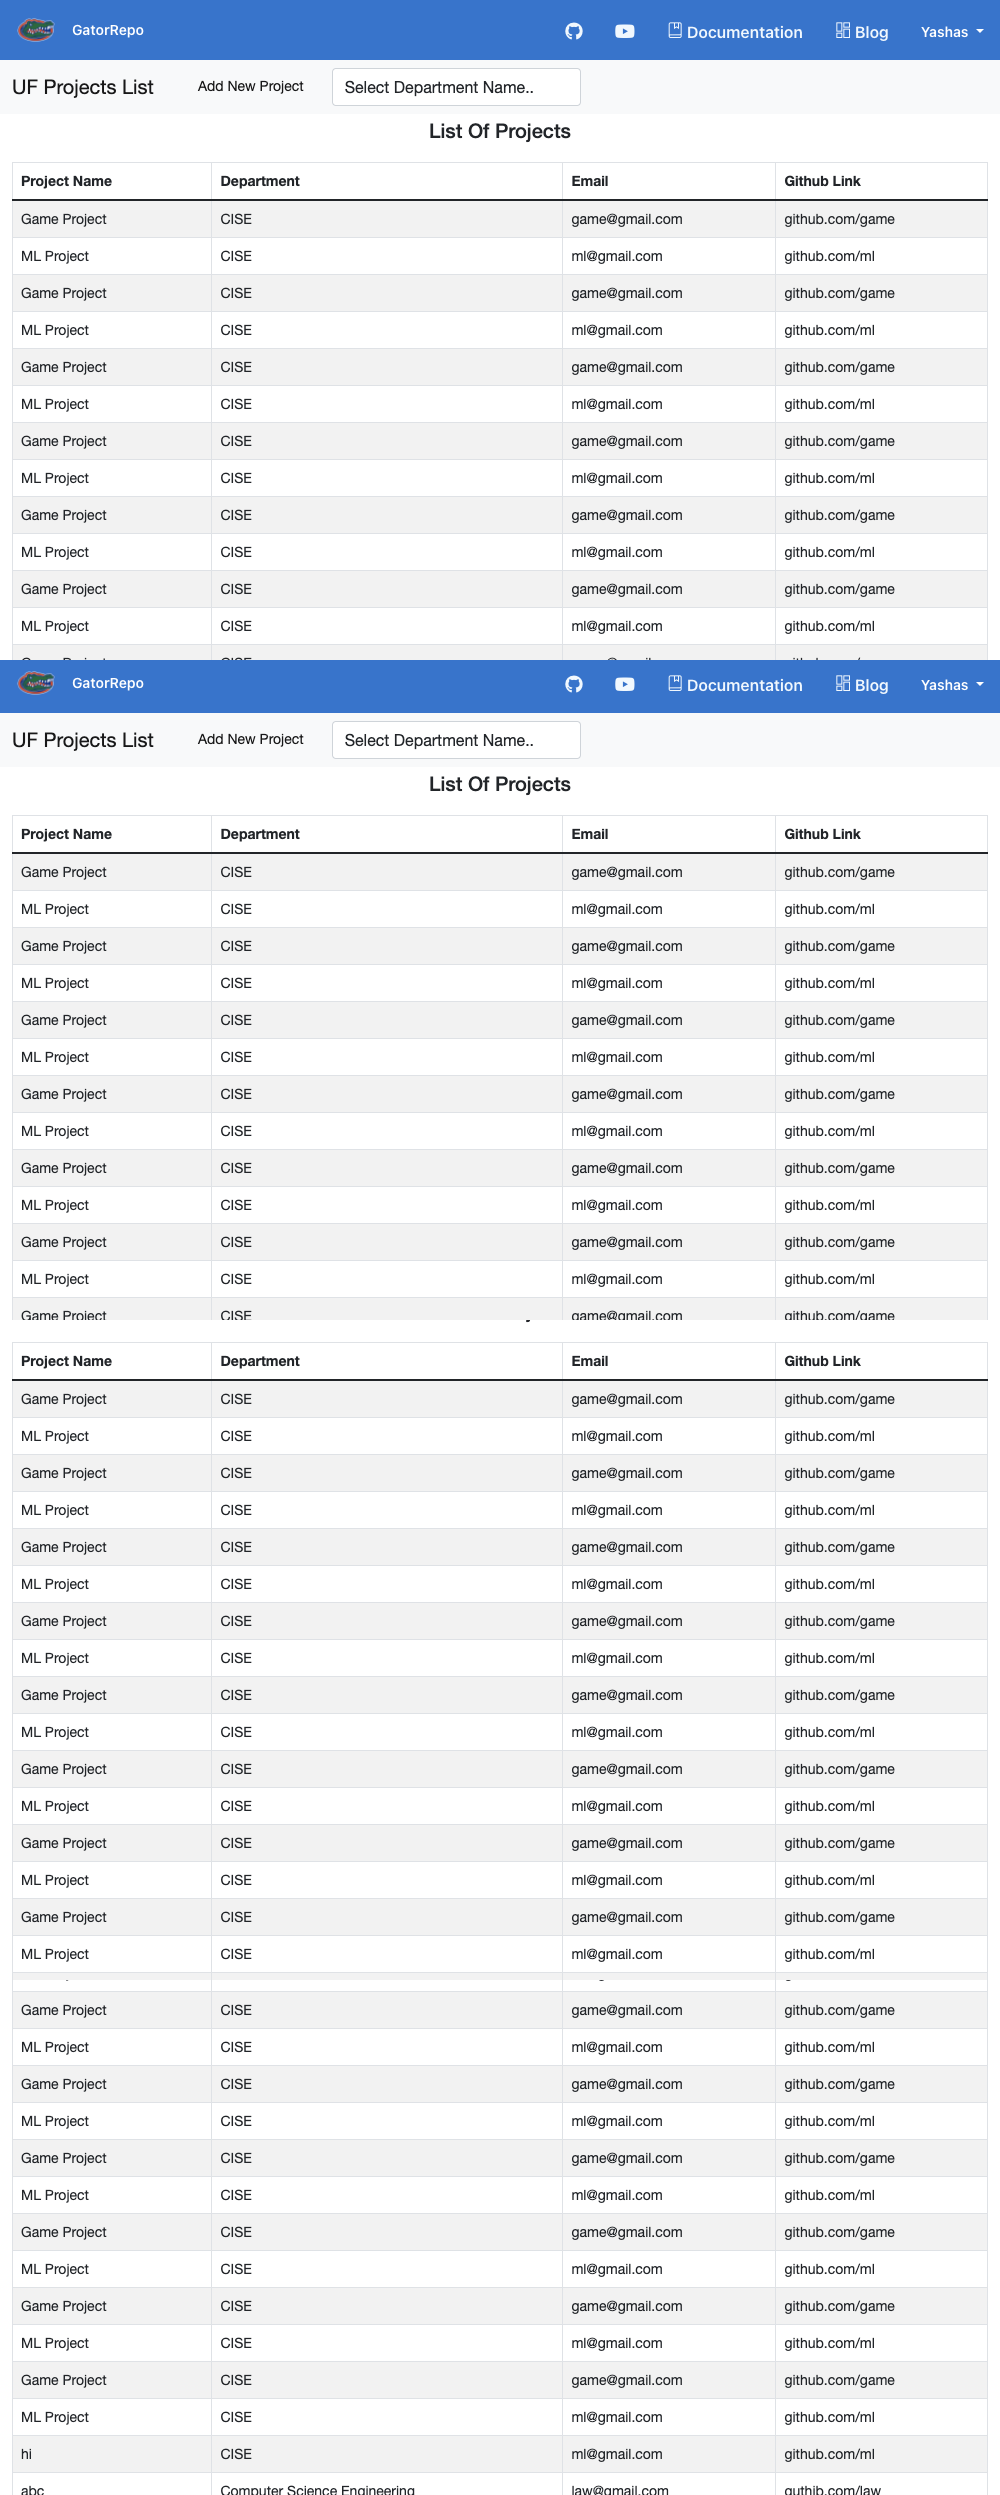 GatorRepo Documentation Blog Yashas
UF Projects List Add New Project Select Department Name..
List Of Projects
Project Name Department Email Github Link
Game Project CISE game@gmail.com github.com/game
ML Project CISE ml@gmail.com github.com/ml
Game Project CISE game@gmail.com github.com/game
ML Project CISE ml@gmail.com github.com/ml
Game Project CISE game@gmail.com github.com/game
ML Project CISE ml@gmail.com github.com/ml
Game Project CISE game@gmail.com github.com/game
ML Project CISE ml@gmail.com github.com/ml
Game Project CISE game@gmail.com github.com/game
ML Project CISE ml@gmail.com github.com/ml
Game Project CISE game@gmail.com github.com/game
ML Project CISE ml@gmail.com github.com/ml
GatorRepo Documentation Blog Yashas
UF Projects List Add New Project Select Department Name..
List Of Projects
Project Name Department Email Github Link
Game Project CISE game@gmail.com github.com/game
ML Project CISE ml@gmail.com github.com/ml
Game Project CISE game@gmail.com github.com/game
ML Project CISE ml@gmail.com github.com/ml
Game Project CISE game@gmail.com github.com/game
ML Project CISE ml@gmail.com github.com/ml
Game Project CISE game@gmail.com github.com/game
ML Project CISE ml@gmail.com github.com/ml
Game Project CISE game@gmail.com github.com/game
ML Project CISE ml@gmail.com github.com/ml
Game Project CISE game@gmail.com github.com/game
ML Project CISE ml@gmail.com github.com/ml
Game Project CISE game@gmail.com github.com/game
Project Name Department Email Github Link
Game Project CISE game@gmail.com github.com/game
ML Project CISE ml@gmail.com github.com/ml
Game Project CISE game@gmail.com github.com/game
ML Project CISE ml@gmail.com github.com/ml
Game Project CISE game@gmail.com github.com/game
ML Project CISE ml@gmail.com github.com/ml
Game Project CISE game@gmail.com github.com/game
ML Project CISE ml@gmail.com github.com/ml
Game Project CISE game@gmail.com github.com/game
ML Project CISE ml@gmail.com github.com/ml
Game Project CISE game@gmail.com github.com/game
ML Project CISE ml@gmail.com github.com/ml
Game Project CISE game@gmail.com github.com/game
ML Project CISE ml@gmail.com github.com/ml
Game Project CISE game@gmail.com github.com/game
ML Project CISE ml@gmail.com github.com/ml
Game Project CISE game@gmail.com github.com/game
ML Project CISE ml@gmail.com github.com/ml
Game Project CISE game@gmail.com github.com/game
ML Project CISE ml@gmail.com github.com/ml
Game Project CISE game@gmail.com github.com/game
ML Project CISE ml@gmail.com github.com/ml
Game Project CISE game@gmail.com github.com/game
ML Project CISE ml@gmail.com github.com/ml
Game Project CISE game@gmail.com github.com/game
ML Project CISE ml@gmail.com github.com/ml
Game Project CISE game@gmail.com github.com/game
ML Project CISE ml@gmail.com github.com/ml
hi CISE ml@gmail.com github.com/ml
abc Computer Science Engineering law@gmail.com guthib.com/law